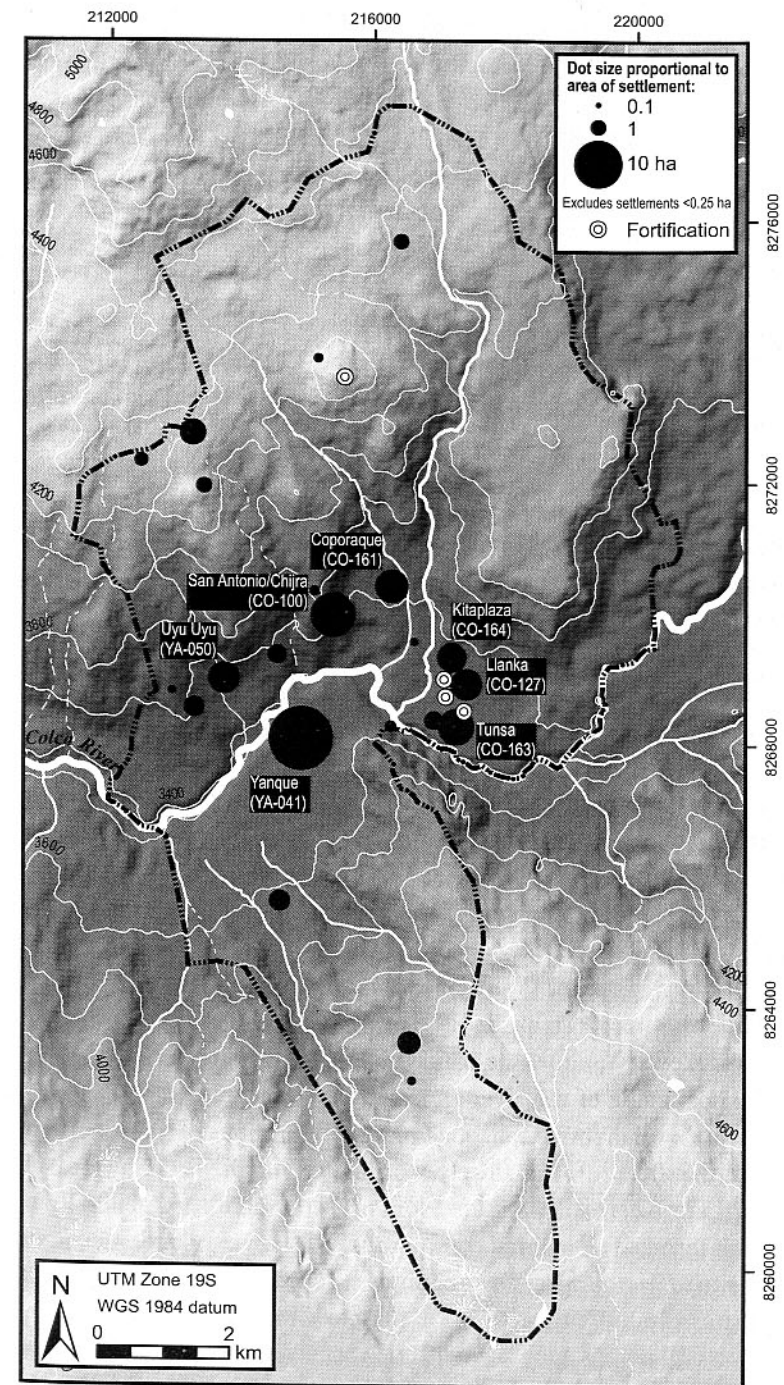 212000
216000
220000
Dot size proportional to
area of settlement:
0.1
1
10 ha
Excludes settlements <0.25 ha
Fortification
5000
4800
4600
4400
8276000
4200
8272000
Coporaque
(CO-161)
San Antonio/Chijra
(CO-100)
Kitaplaza
(CO-164)
3800
Uyu Uyu
(YA-050)
Llanka
(CO-127)
Tunsa
(CO-163)
8268000
Colca River
Yanque
(YA-041)
3400
3600
4200
4400
8264000
4000
4600
8260000
N
UTM Zone 19S
WGS 1984 datum
0 2
km